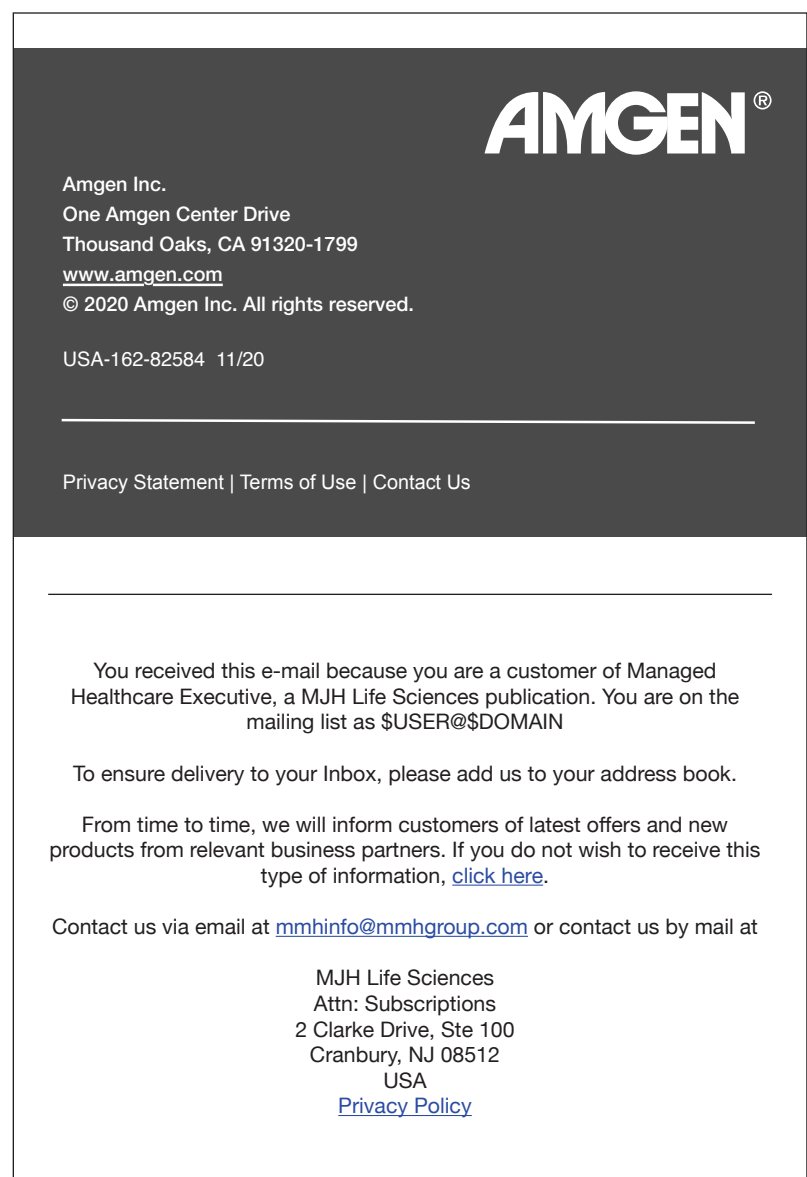 AMGEN®
Amgen Inc.
One Amgen Center Drive
Thousand Oaks, CA 91320-1799
www.amgen.com
© 2020 Amgen Inc. All rights reserved.
USA-162-82584 11/20
Privacy Statement | Terms of Use | Contact Us
You received this e-mail because you are a customer of Managed
Healthcare Executive, a MJH Life Sciences publication. You are on the
mailing list as $USER@$DOMAIN
To ensure delivery to your Inbox, please add us to your address book.
From time to time, we will inform customers of latest offers and new
products from relevant business partners. If you do not wish to receive this
type of information, click here.
Contact us via email at mmhinfo@mmhgroup.com or contact us by mail at
MJH Life Sciences
Attn: Subscriptions
2 Clarke Drive, Ste 100
Cranbury, NJ 08512
USA
Privacy Policy